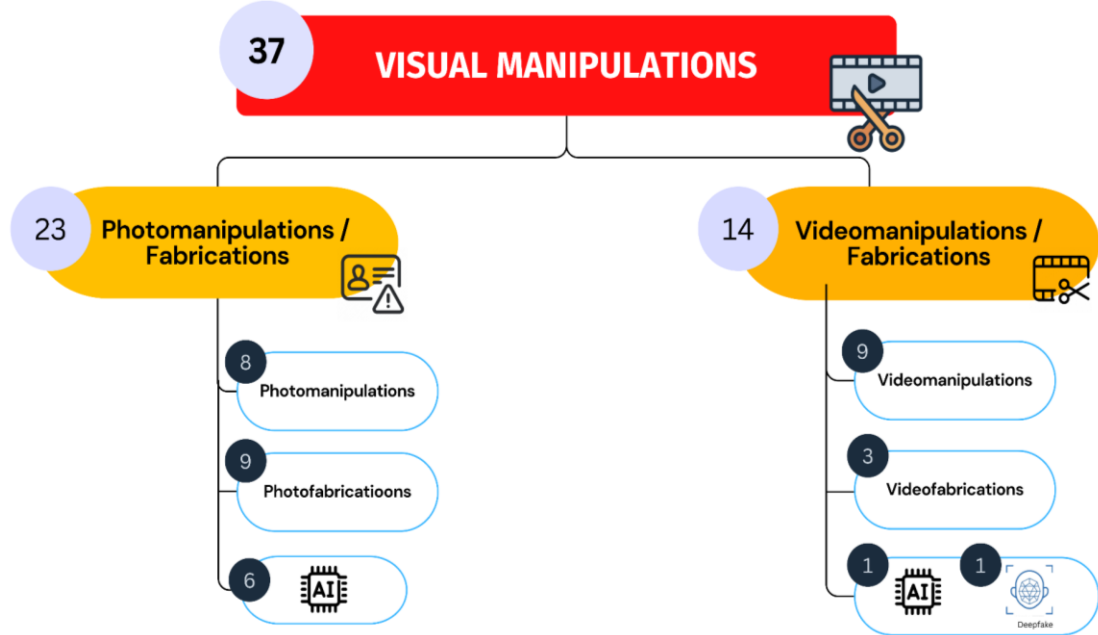 37
VISUAL MANIPULATIONS
23
Photomanipulations /
Fabrications
14
Videomanipulations /
Fabrications
8
Photomanipulations
9
Photofabricatioons
6
AI
9
Videomanipulations
3
Videofabrications
1
AI
1
Deepfake